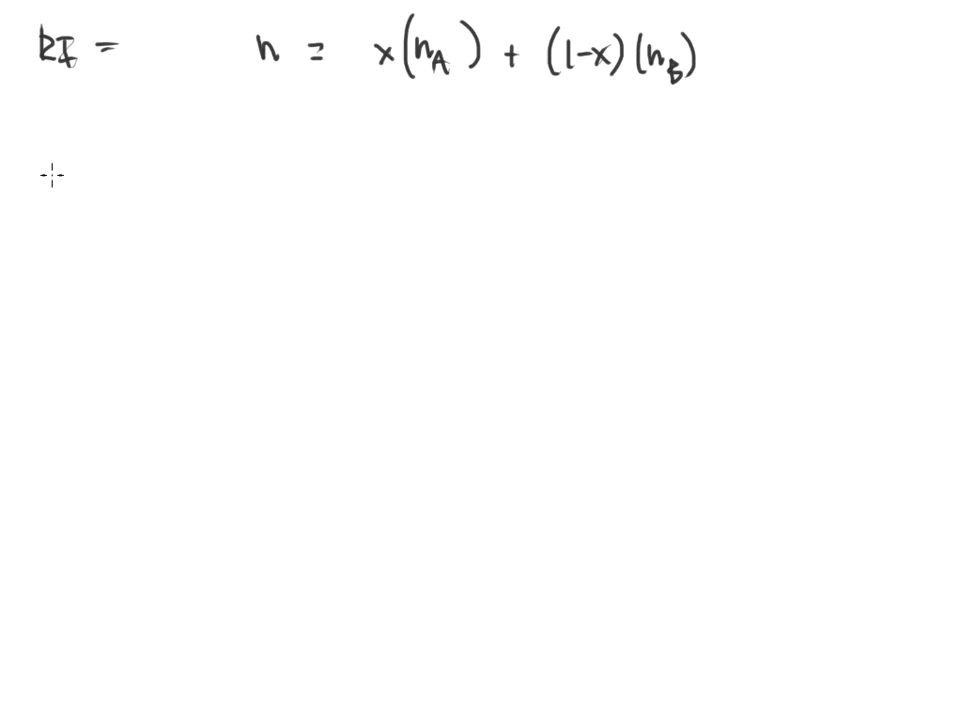 RI = n = x(n_A) + (1-x)(n_B)